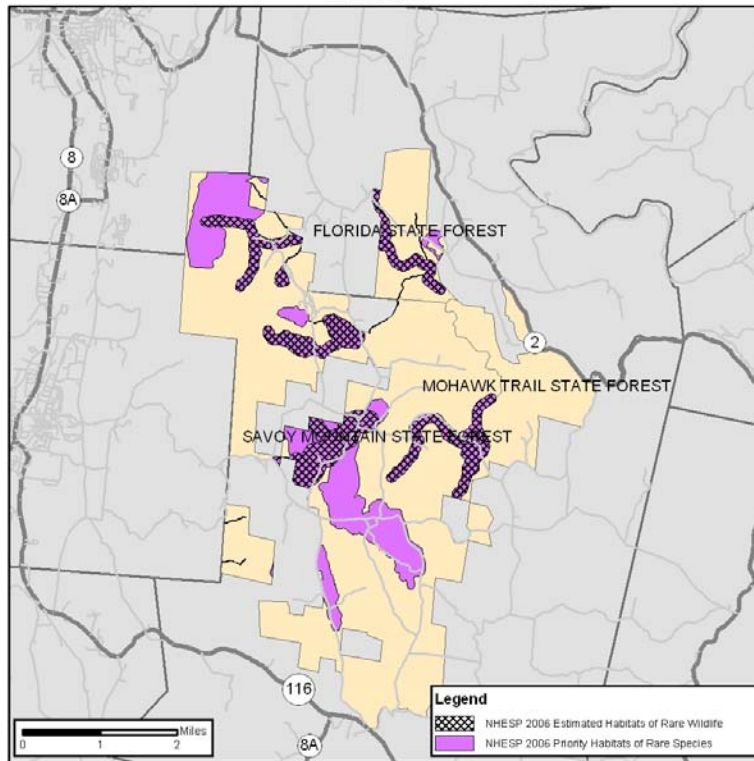 8
8A
FLORIDA STATE FOREST
2
MOHAWK TRAIL STATE FOREST
SAVOY MOUNTAIN STATE FOREST
116
8A
Miles
0 1 2
Legend
NHESP 2006 Estimated Habitats of Rare Wildlife
NHESP 2006 Priority Habitats of Rare Species